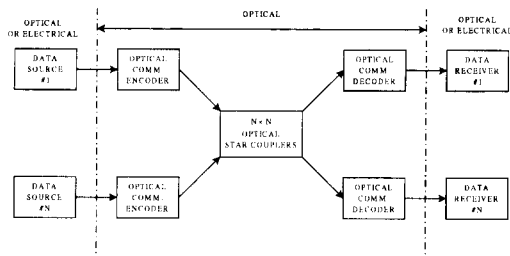 OPTICAL
OR ELECTRICAL
OPTICAL
OPTICAL
OR ELECTRICAL
DATA
SOURCE
#1
OPTICAL
COMM
ENCODER
OPTICAL
COMM
DECODER
DATA
RECEIVER
#1
N×N
OPTICAL
STAR COUPLERS
DATA
SOURCE
#N
OPTICAL
COMM.
ENCODER
OPTICAL
COMM
DECODER
DATA
RECEIVER
#N